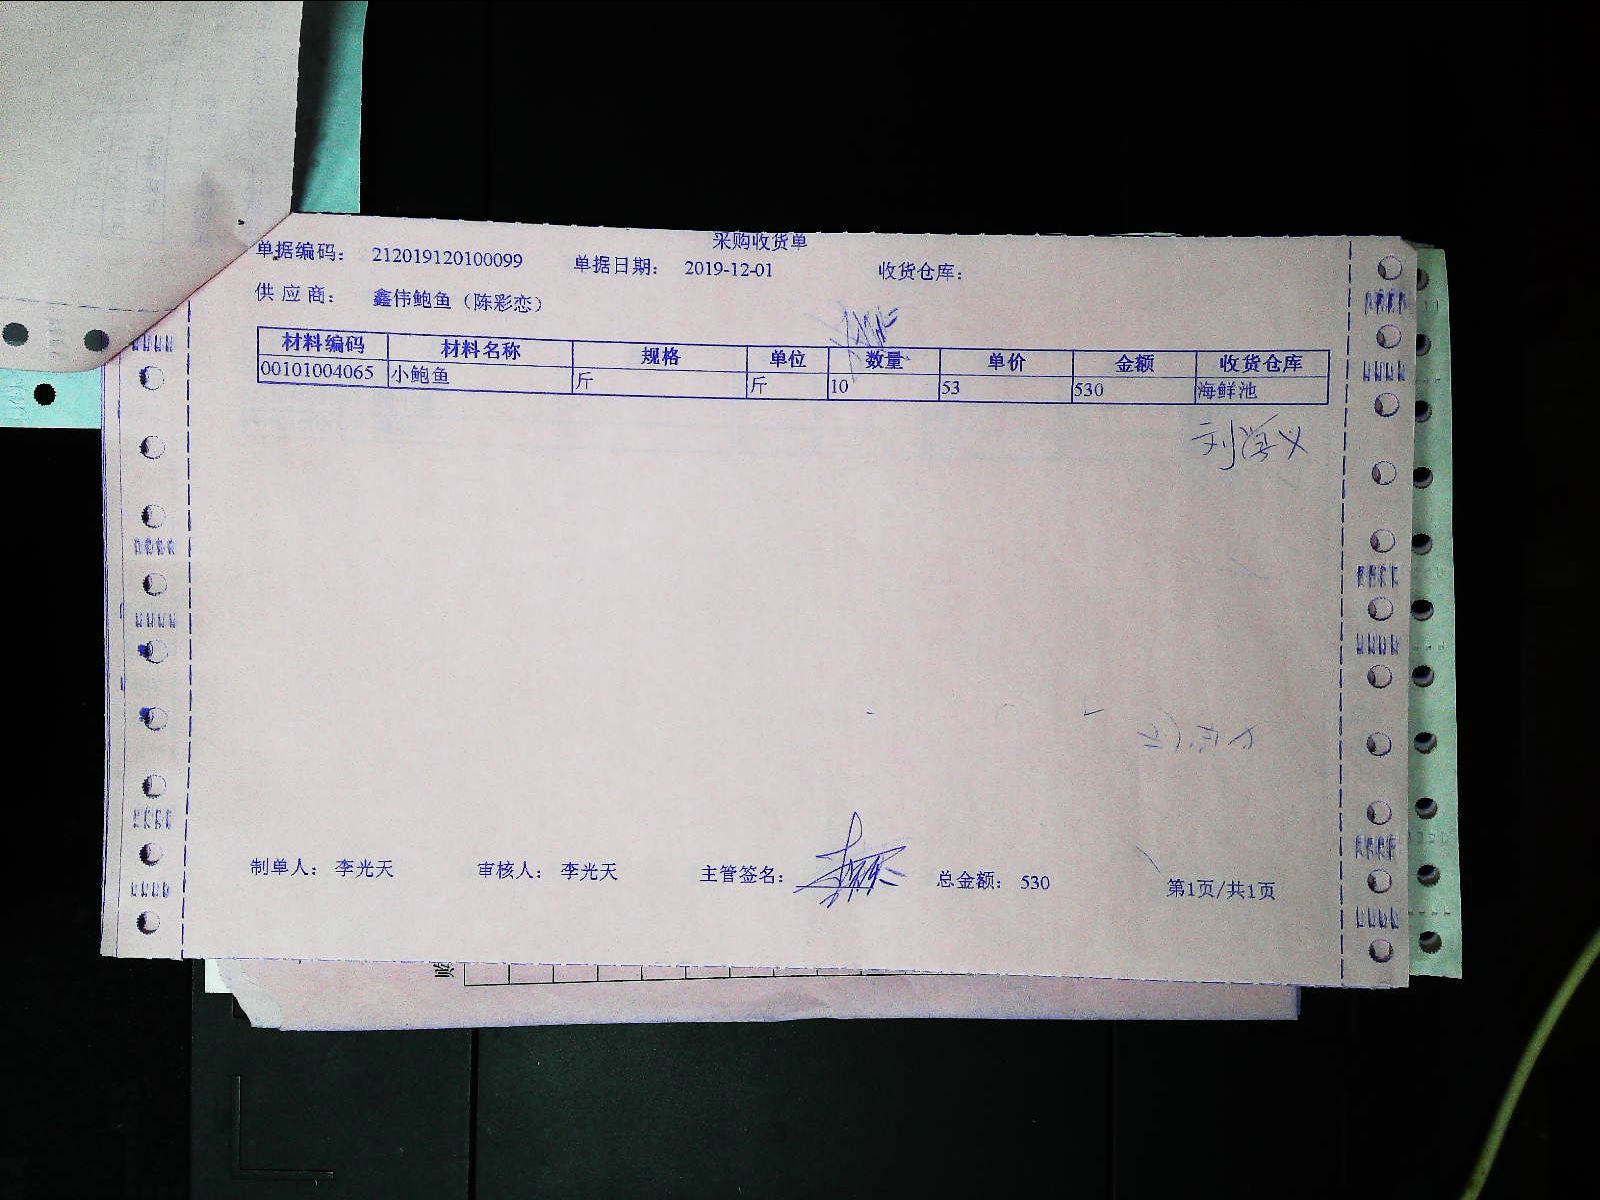 采购收货单
单据编码： 212019120100099 单据日期： 2019-12-01 收货仓库：
供应商： 鑫伟鲍鱼（陈彩恋）
材料编码 材料名称 规格 单位 数量 单价 金额 收货仓库
00101004065 小鲍鱼 斤 斤 10 53 530 海鲜池
制单人： 李光天 审核人： 李光天 主管签名： 总金额： 530 第1页/共1页